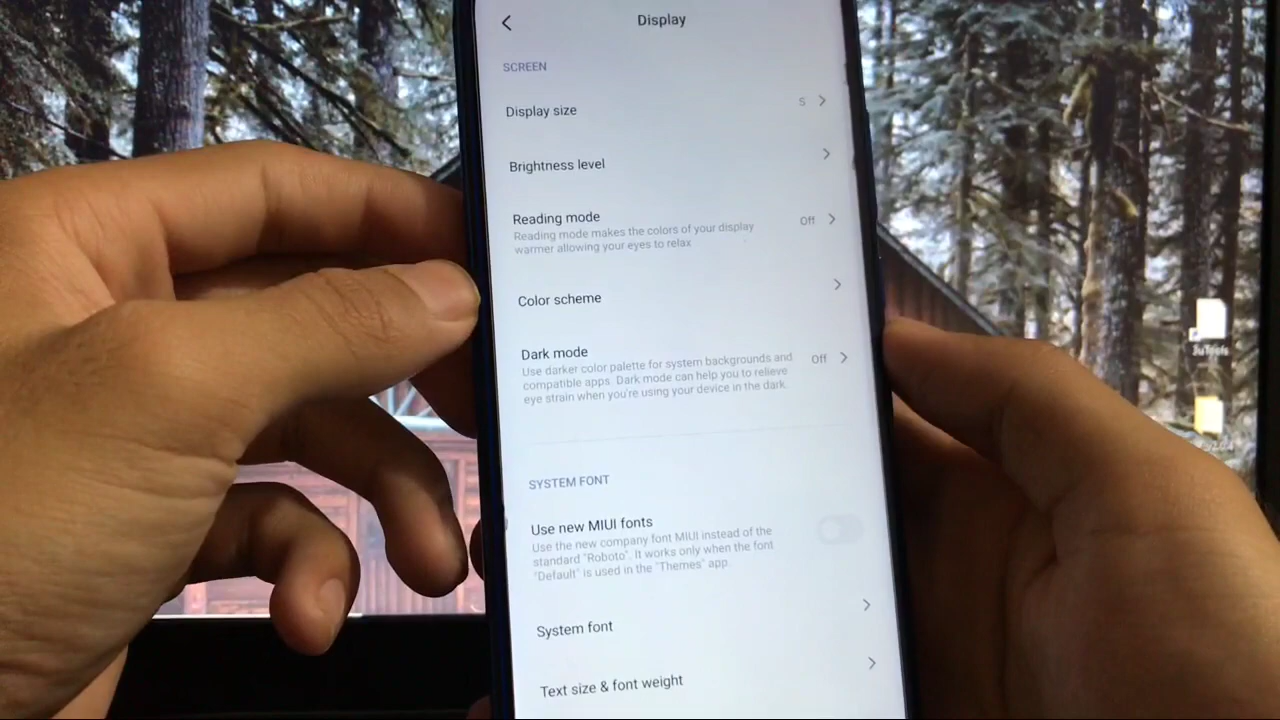 Display
SCREEN
Display size
S
Brightness level
Reading mode
Off
Reading mode makes the colors of your display
warmer allowing your eyes to relax
Color scheme
Dark mode
Off
Use darker color palette for system backgrounds and
compatible apps. Dark mode can help you to relieve
eye strain when you're using your device in the dark.
SYSTEM FONT
Use new MIUI fonts
Use the new company font MIUI instead of the
standard "Roboto". It works only when the font
"Default" is used in the "Themes" app.
System font
Text size & font weight
3uTools